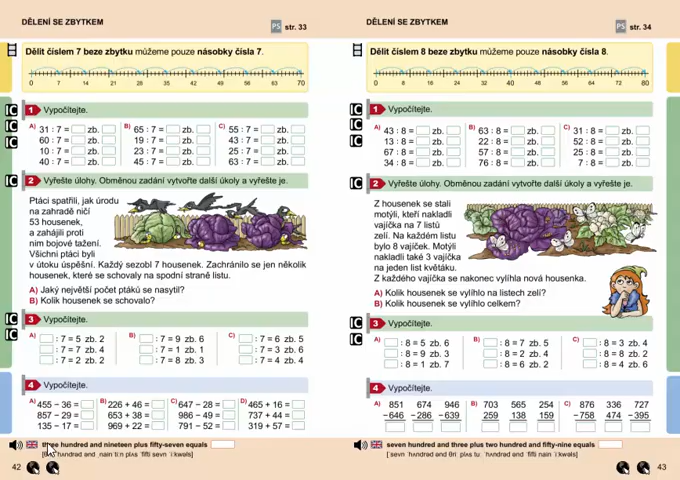 DĚLENÍ SE ZBYTKEM
PS str. 33
Dělit číslem 7 beze zbytku můžeme pouze násobky čísla 7.
0 7 14 21 28 35 42 49 56 63 70
1 Vypočítejte.
A) 31 : 7 = zb. B) 65 : 7 = zb. C) 55 : 7 = zb.
60 : 7 = zb. 19 : 7 = zb. 43 : 7 = zb.
10 : 7 = zb. 23 : 7 = zb. 25 : 7 = zb.
40 : 7 = zb. 45 : 7 = zb. 63 : 7 = zb.
2 Vyřešte úlohy. Obměnou zadání vytvořte další úkoly a vyřešte je.
Ptáci spatřili, jak úrodu
na zahradě ničí
53 housenek,
a zahájili proti
nim bojové tažení.
Všichni ptáci byli
v útoku úspěšní. Každý sezobl 7 housenek. Zachránilo se jen několik
housenek, které se schovaly na spodní straně listu.
A) Jaký největší počet ptáků se nasytil?
B) Kolik housenek se schovalo?
3 Vypočítejte.
A) : 7 = 5 zb. 2 B) : 7 = 9 zb. 6 C) : 7 = 6 zb. 5
: 7 = 7 zb. 4 : 7 = 1 zb. 1 : 7 = 3 zb. 6
: 7 = 2 zb. 4 : 7 = 8 zb. 3 : 7 = 4 zb. 4
4 Vypočítejte.
A) 455 − 36 = B) 226 + 46 = C) 647 − 28 = D) 465 + 16 =
857 − 29 = 653 + 38 = 986 − 49 = 737 + 44 =
135 − 17 = 969 + 22 = 791 − 52 = 319 + 57 =
three hundred and nineteen plus fifty-seven equals
42
DĚLENÍ SE ZBYTKEM
PS str. 34
Dělit číslem 8 beze zbytku můžeme pouze násobky čísla 8.
0 8 16 24 32 40 48 56 64 72 80
1 Vypočítejte.
A) 43 : 8 = zb. B) 63 : 8 = zb. C) 31 : 8 = zb.
13 : 8 = zb. 22 : 8 = zb. 52 : 8 = zb.
67 : 8 = zb. 57 : 8 = zb. 25 : 8 = zb.
34 : 8 = zb. 76 : 8 = zb. 7 : 8 = zb.
2 Vyřešte úlohy. Obměnou zadání vytvořte další úkoly a vyřešte je.
Z housenek se stali
motýli, kteří nakladli
vajíčka na 7 listů
zelí. Na každém listu
bylo 8 vajíček. Motýli
nakladli také 3 vajíčka
na jeden list květáku.
Z každého vajíčka se nakonec vylíhla nová housenka.
A) Kolik housenek se vylíhlo na listech zelí?
B) Kolik housenek se vylíhlo celkem?
3 Vypočítejte.
A) : 8 = 5 zb. 6 B) : 8 = 7 zb. 5 C) : 8 = 3 zb. 4
: 8 = 9 zb. 3 : 8 = 2 zb. 4 : 8 = 8 zb. 2
: 8 = 1 zb. 7 : 8 = 6 zb. 2 : 8 = 4 zb. 6
4 Vypočítejte.
A) 851 674 946 B) 703 565 254 C) 876 336 727
−646 −286 −639 259 138 159 −758 −474 −395
seven hundred and three plus two hundred and fifty-nine equals
43